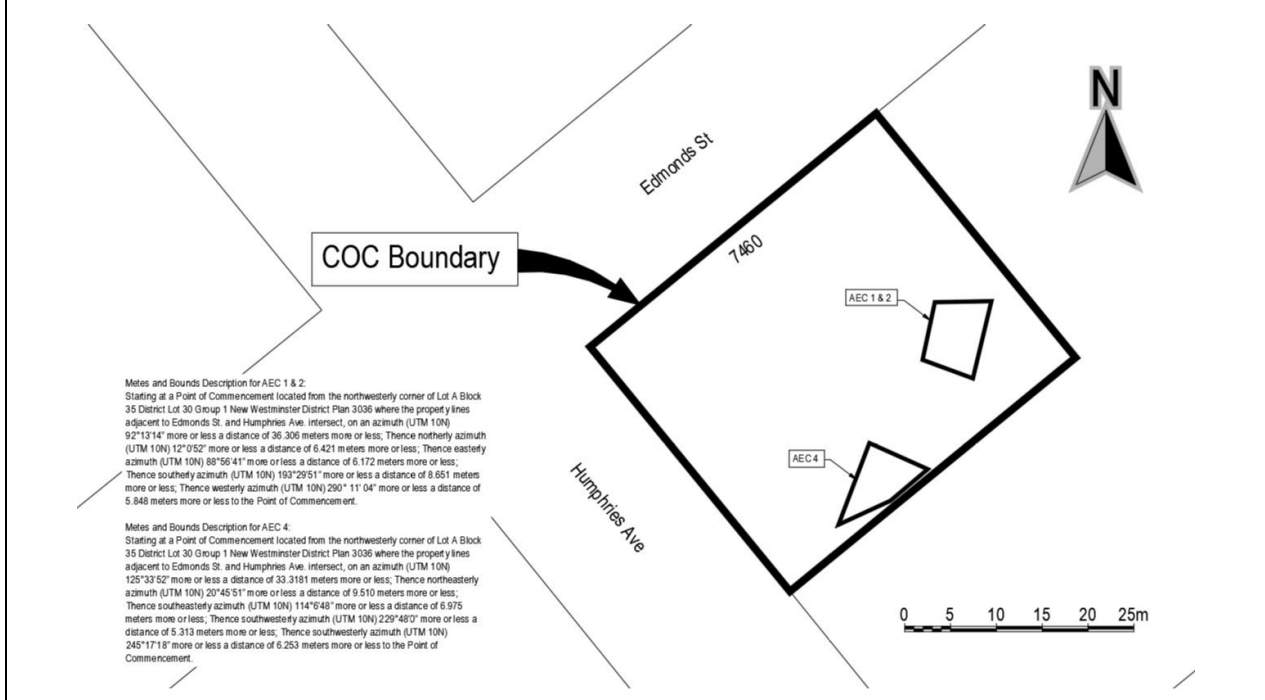 N
Edmonds St
7460
COC Boundary
AEC 1 & 2
AEC 4
Humphries Ave
Metes and Bounds Description for AEC 1 & 2:
Starting at a Point of Commencement located from the northwesterly corner of Lot A Block
35 District Lot 30 Group 1 New Westminster District Plan 3036 where the property lines
adjacent to Edmonds St. and Humphries Ave. intersect, on an azimuth (UTM 10N)
92°13'14" more or less a distance of 36.306 meters more or less; Thence northerly azimuth
(UTM 10N) 12°0'52" more or less a distance of 6.421 meters more or less; Thence easterly
azimuth (UTM 10N) 88°56'41" more or less a distance of 6.172 meters more or less;
Thence southerly azimuth (UTM 10N) 193°29'51" more or less a distance of 8.651 meters
more or less; Thence westerly azimuth (UTM 10N) 290° 11' 04" more or less a distance of
5.848 meters more or less to the Point of Commencement.
Metes and Bounds Description for AEC 4:
Starting at a Point of Commencement located from the northwesterly corner of Lot A Block
35 District Lot 30 Group 1 New Westminster District Plan 3036 where the property lines
adjacent to Edmonds St. and Humphries Ave. intersect, on an azimuth (UTM 10N)
125°33'52" more or less a distance of 33.3181 meters more or less; Thence northeasterly
azimuth (UTM 10N) 20°45'51" more or less a distance of 9.510 meters more or less;
Thence southeasterly azimuth (UTM 10N) 114°6'48" more or less a distance of 6.975
meters more or less; Thence southwesterly azimuth (UTM 10N) 229°48'0" more or less a
distance of 5.313 meters more or less; Thence southwesterly azimuth (UTM 10N)
245°17'18" more or less a distance of 6.253 meters more or less to the Point of
Commencement.
0 5 10 15 20 25m